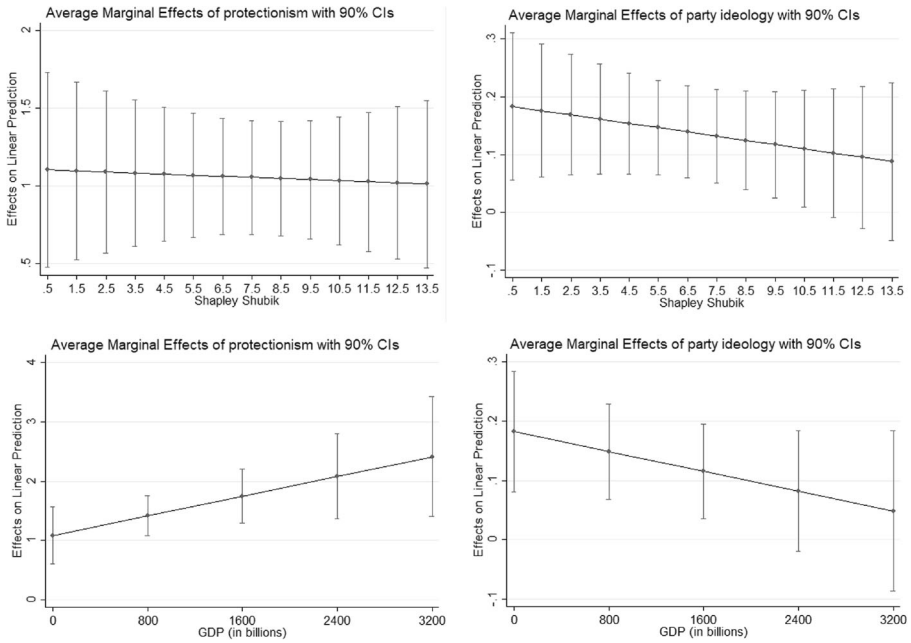 Average Marginal Effects of protectionism with 90% CIs
Effects on Linear Prediction
2
1.5
1
.5
.5 1.5 2.5 3.5 4.5 5.5 6.5 7.5 8.5 9.5 10.5 11.5 12.5 13.5
Shapley Shubik
Average Marginal Effects of party ideology with 90% CIs
Effects on Linear Prediction
.3
.2
.1
0
-.1
.5 1.5 2.5 3.5 4.5 5.5 6.5 7.5 8.5 9.5 10.5 11.5 12.5 13.5
Shapley Shubik
Average Marginal Effects of protectionism with 90% CIs
Effects on Linear Prediction
4
3
2
1
0
0 800 1600 2400 3200
GDP (in billions)
Average Marginal Effects of party ideology with 90% CIs
Effects on Linear Prediction
.3
.2
.1
0
-.1
0 800 1600 2400 3200
GDP (in billions)